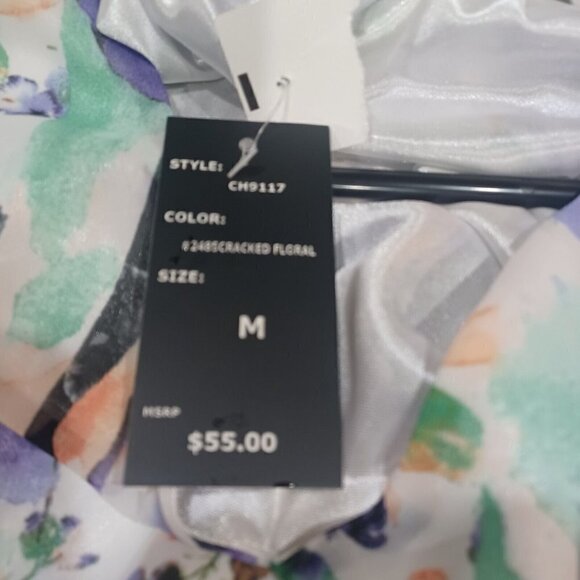 STYLE:
CH9117
COLOR:
#2485CRACKED FLORAL
SIZE:
M
MSRP
$55.00